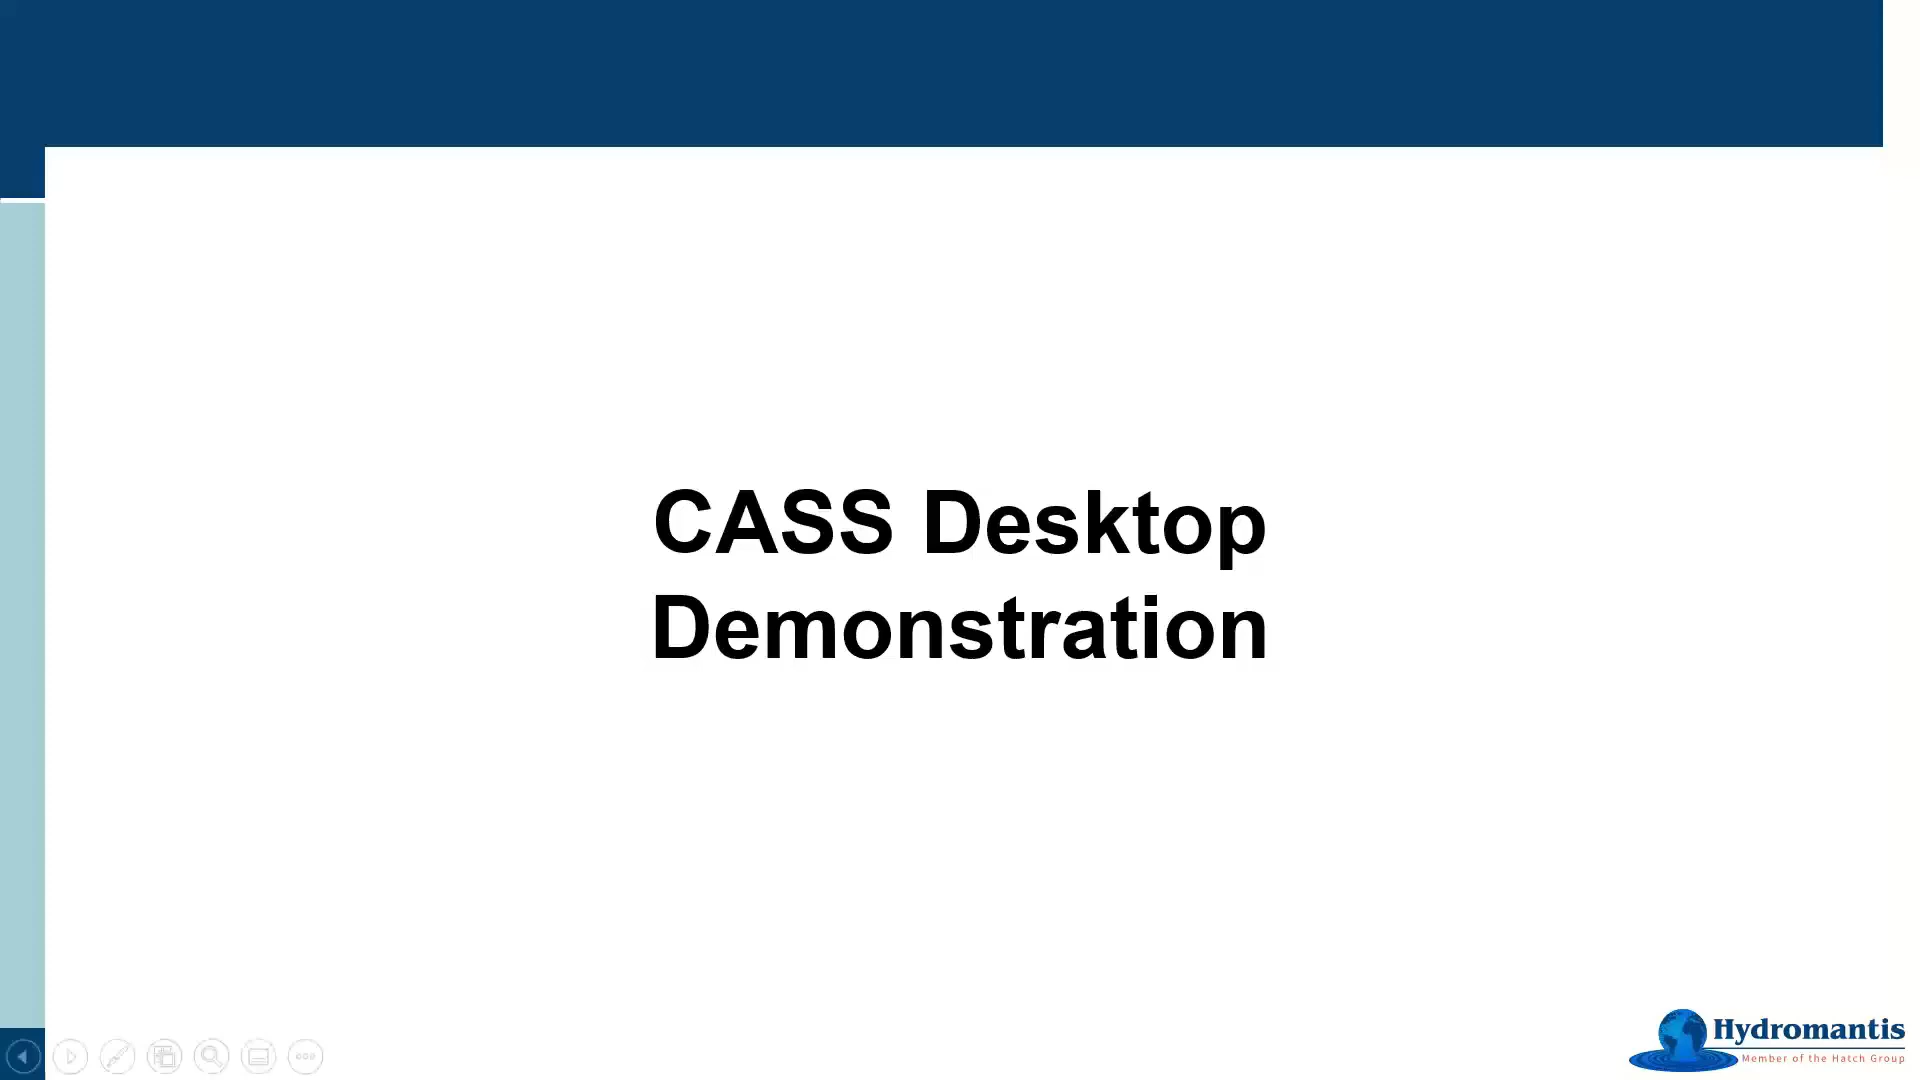 CASS Desktop
Demonstration
Hydromantis
Member of the Hatch Group